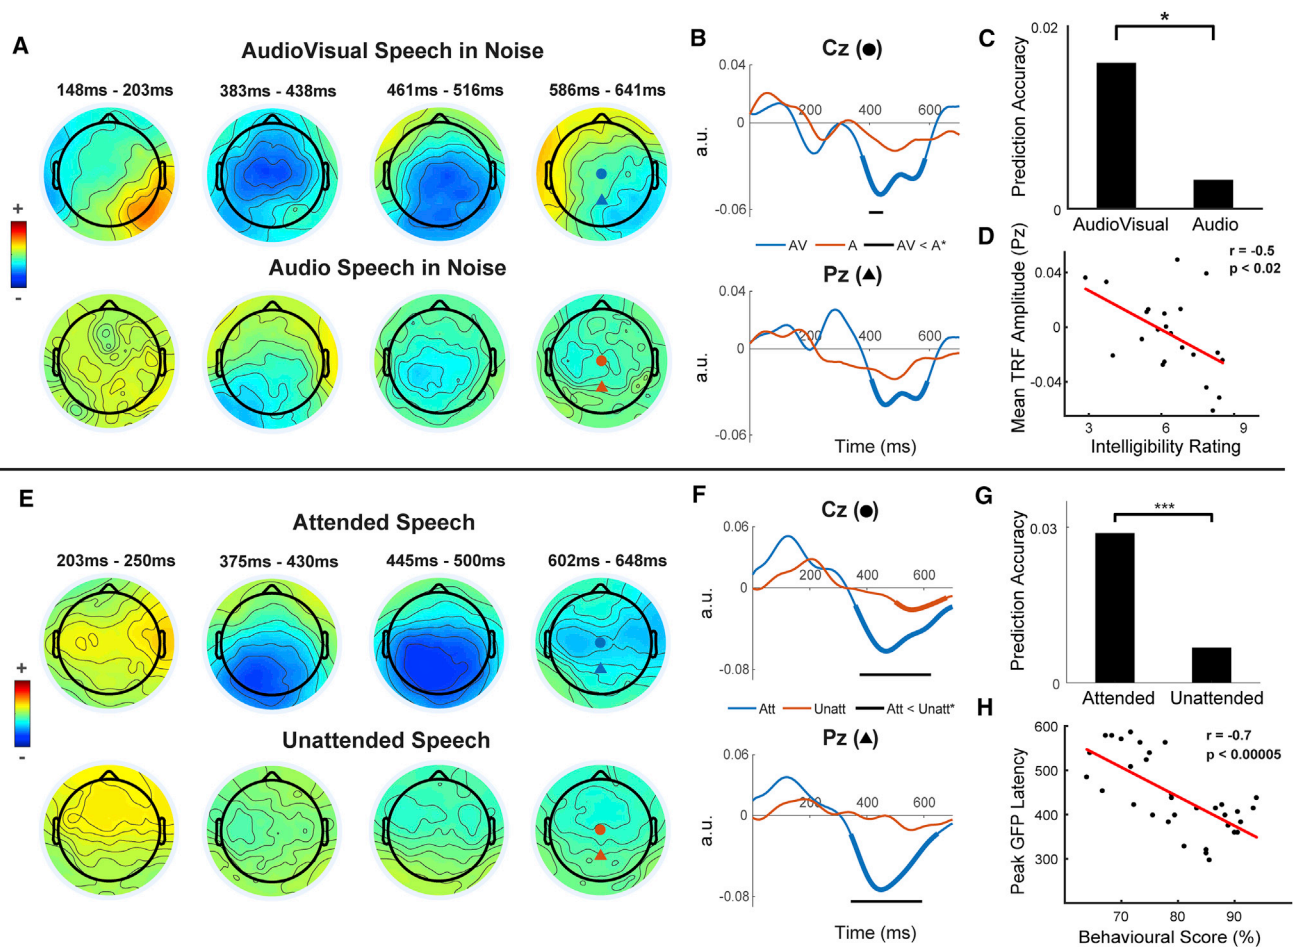 A
AudioVisual Speech in Noise
148ms - 203ms
383ms - 438ms
461ms - 516ms
586ms - 641ms
+
-
Audio Speech in Noise
B
Cz (●)
0.04
0
-0.06
a.u.
200
400
600
AV
A
AV < A*
Pz (▲)
0.04
0
-0.06
a.u.
200
400
600
Time (ms)
C
Prediction Accuracy
0.02
0
*
AudioVisual
Audio
D
Mean TRF Amplitude (Pz)
0.04
0
-0.04
r = -0.5
p < 0.02
3
6
9
Intelligibility Rating
E
Attended Speech
203ms - 250ms
375ms - 430ms
445ms - 500ms
602ms - 648ms
+
-
Unattended Speech
F
Cz (●)
0.06
0
-0.08
a.u.
200
400
600
Att
Unatt
Att < Unatt*
Pz (▲)
0.06
0
-0.08
a.u.
200
400
600
Time (ms)
G
Prediction Accuracy
0.03
0
***
Attended
Unattended
H
Peak GFP Latency
600
500
400
300
r = -0.7
p < 0.00005
70
80
90
Behavioural Score (%)